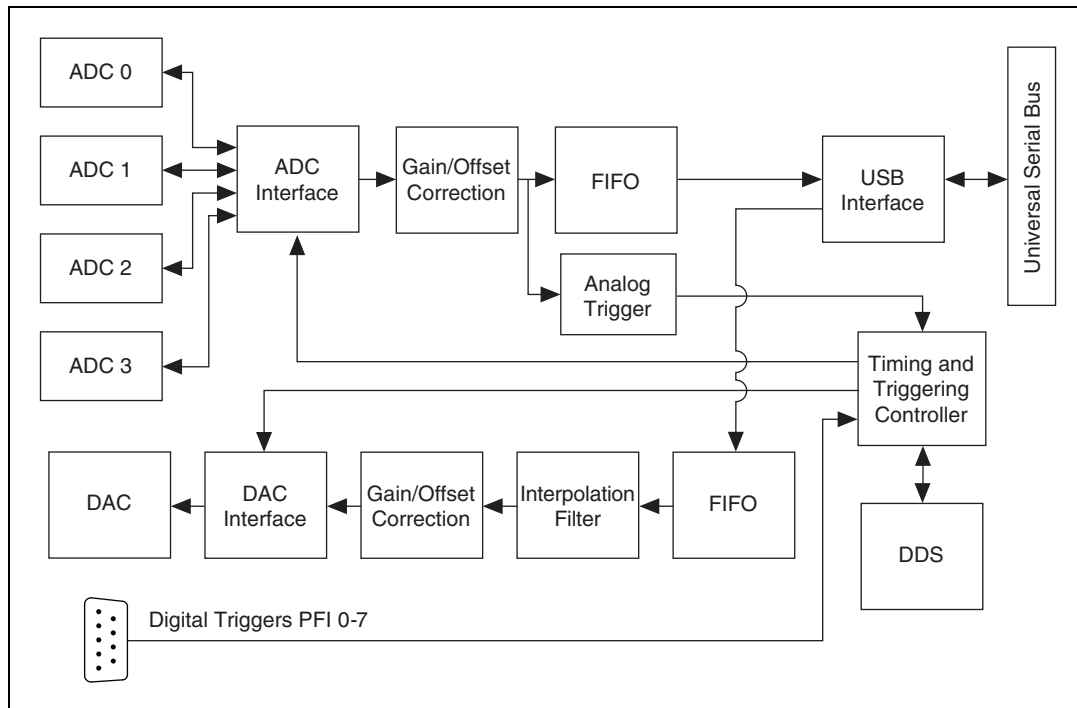 ADC 0
ADC 1
ADC 2
ADC 3
ADC
Interface
Gain/Offset
Correction
FIFO
USB
Interface
Universal Serial Bus
Analog
Trigger
Timing and
Triggering
Controller
DAC
DAC
Interface
Gain/Offset
Correction
Interpolation
Filter
FIFO
DDS
Digital Triggers PFI 0-7